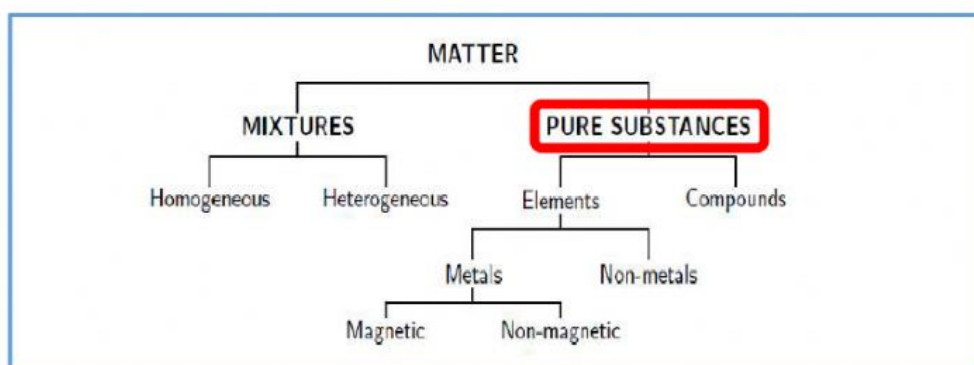 MATTER
MIXTURES PURE SUBSTANCES
Homogeneous Heterogeneous Elements Compounds
Metals Non-metals
Magnetic Non-magnetic